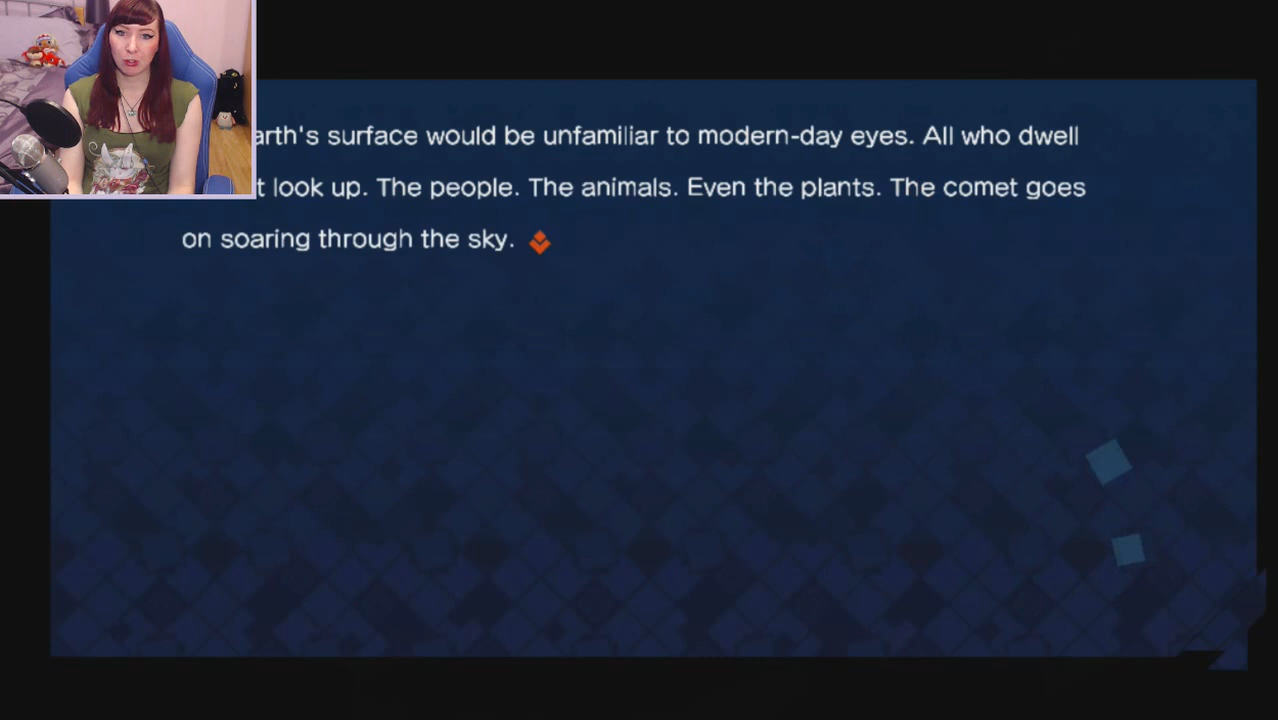 surface would be unfamiliar to modern-day eyes. All who dwell
look up. The people. The animals. Even the plants. The comet goes
on soaring through the sky.